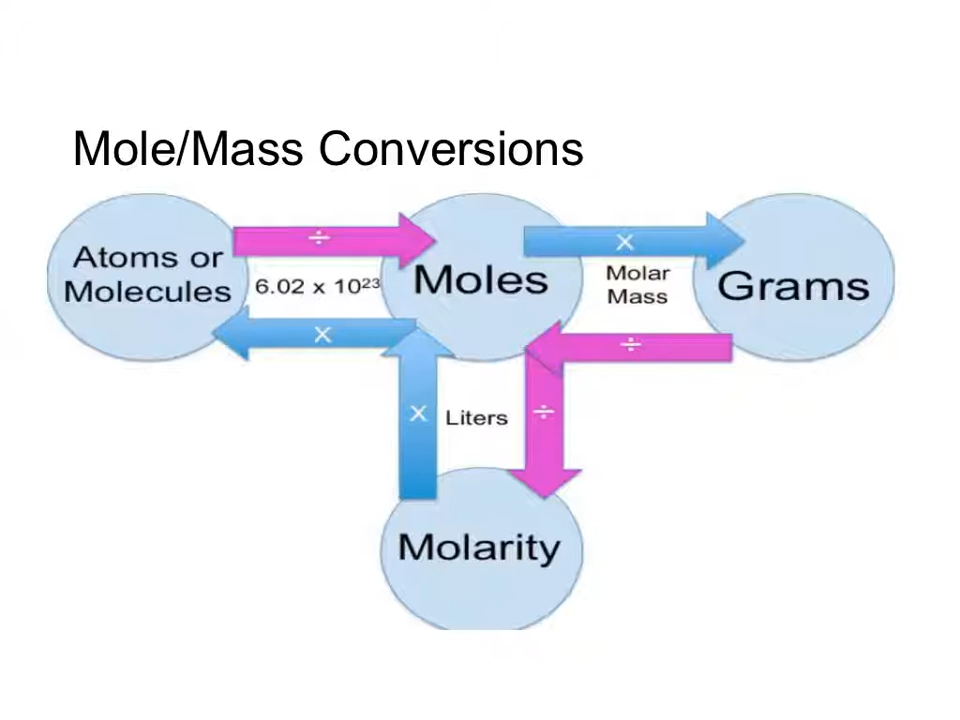 Mole/Mass Conversions
Atoms or
Molecules
÷
6.02 x 10²³
x
Moles
x
Molar
Mass
÷
Grams
x
Liters
÷
Molarity